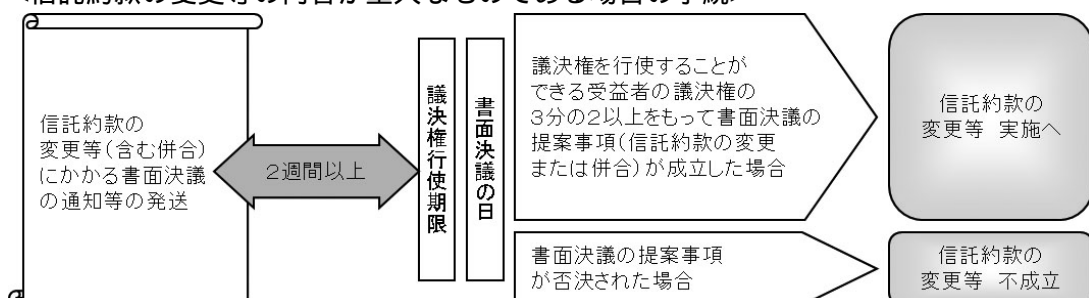 信託約款の
変更等(含む併合)
にかかる書面決議
の通知等の発送
2週間以上
議決権行使期限
書面決議の日
議決権を行使することが
できる受益者の議決権の
3分の2以上をもって書面決議の
提案事項(信託約款の変更
または併合)が成立した場合
信託約款の
変更等 実施へ
書面決議の提案事項
が否決された場合
信託約款の
変更等 不成立